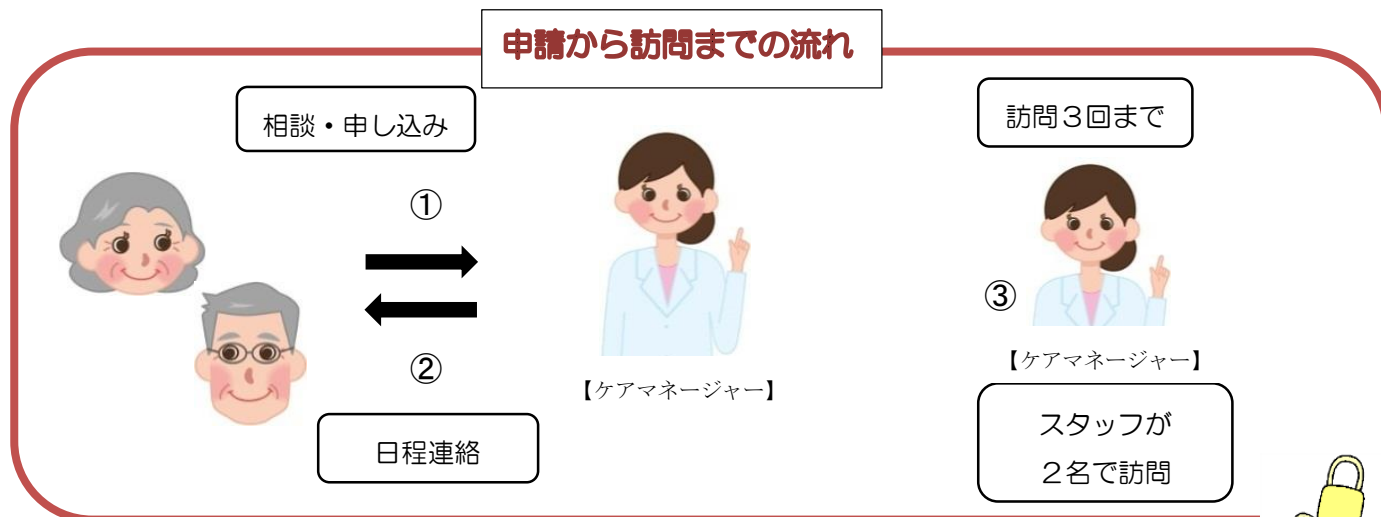 申請から訪問までの流れ
相談・申し込み
①
②
日程連絡
【ケアマネージャー】
訪問３回まで
③
【ケアマネージャー】
スタッフが
２名で訪問